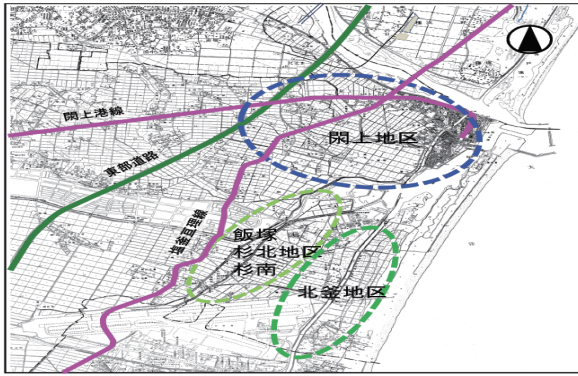 閖上港線
東部道路
塩釜亘理線
閖上地区
飯塚
杉北地区
杉南
北釜地区